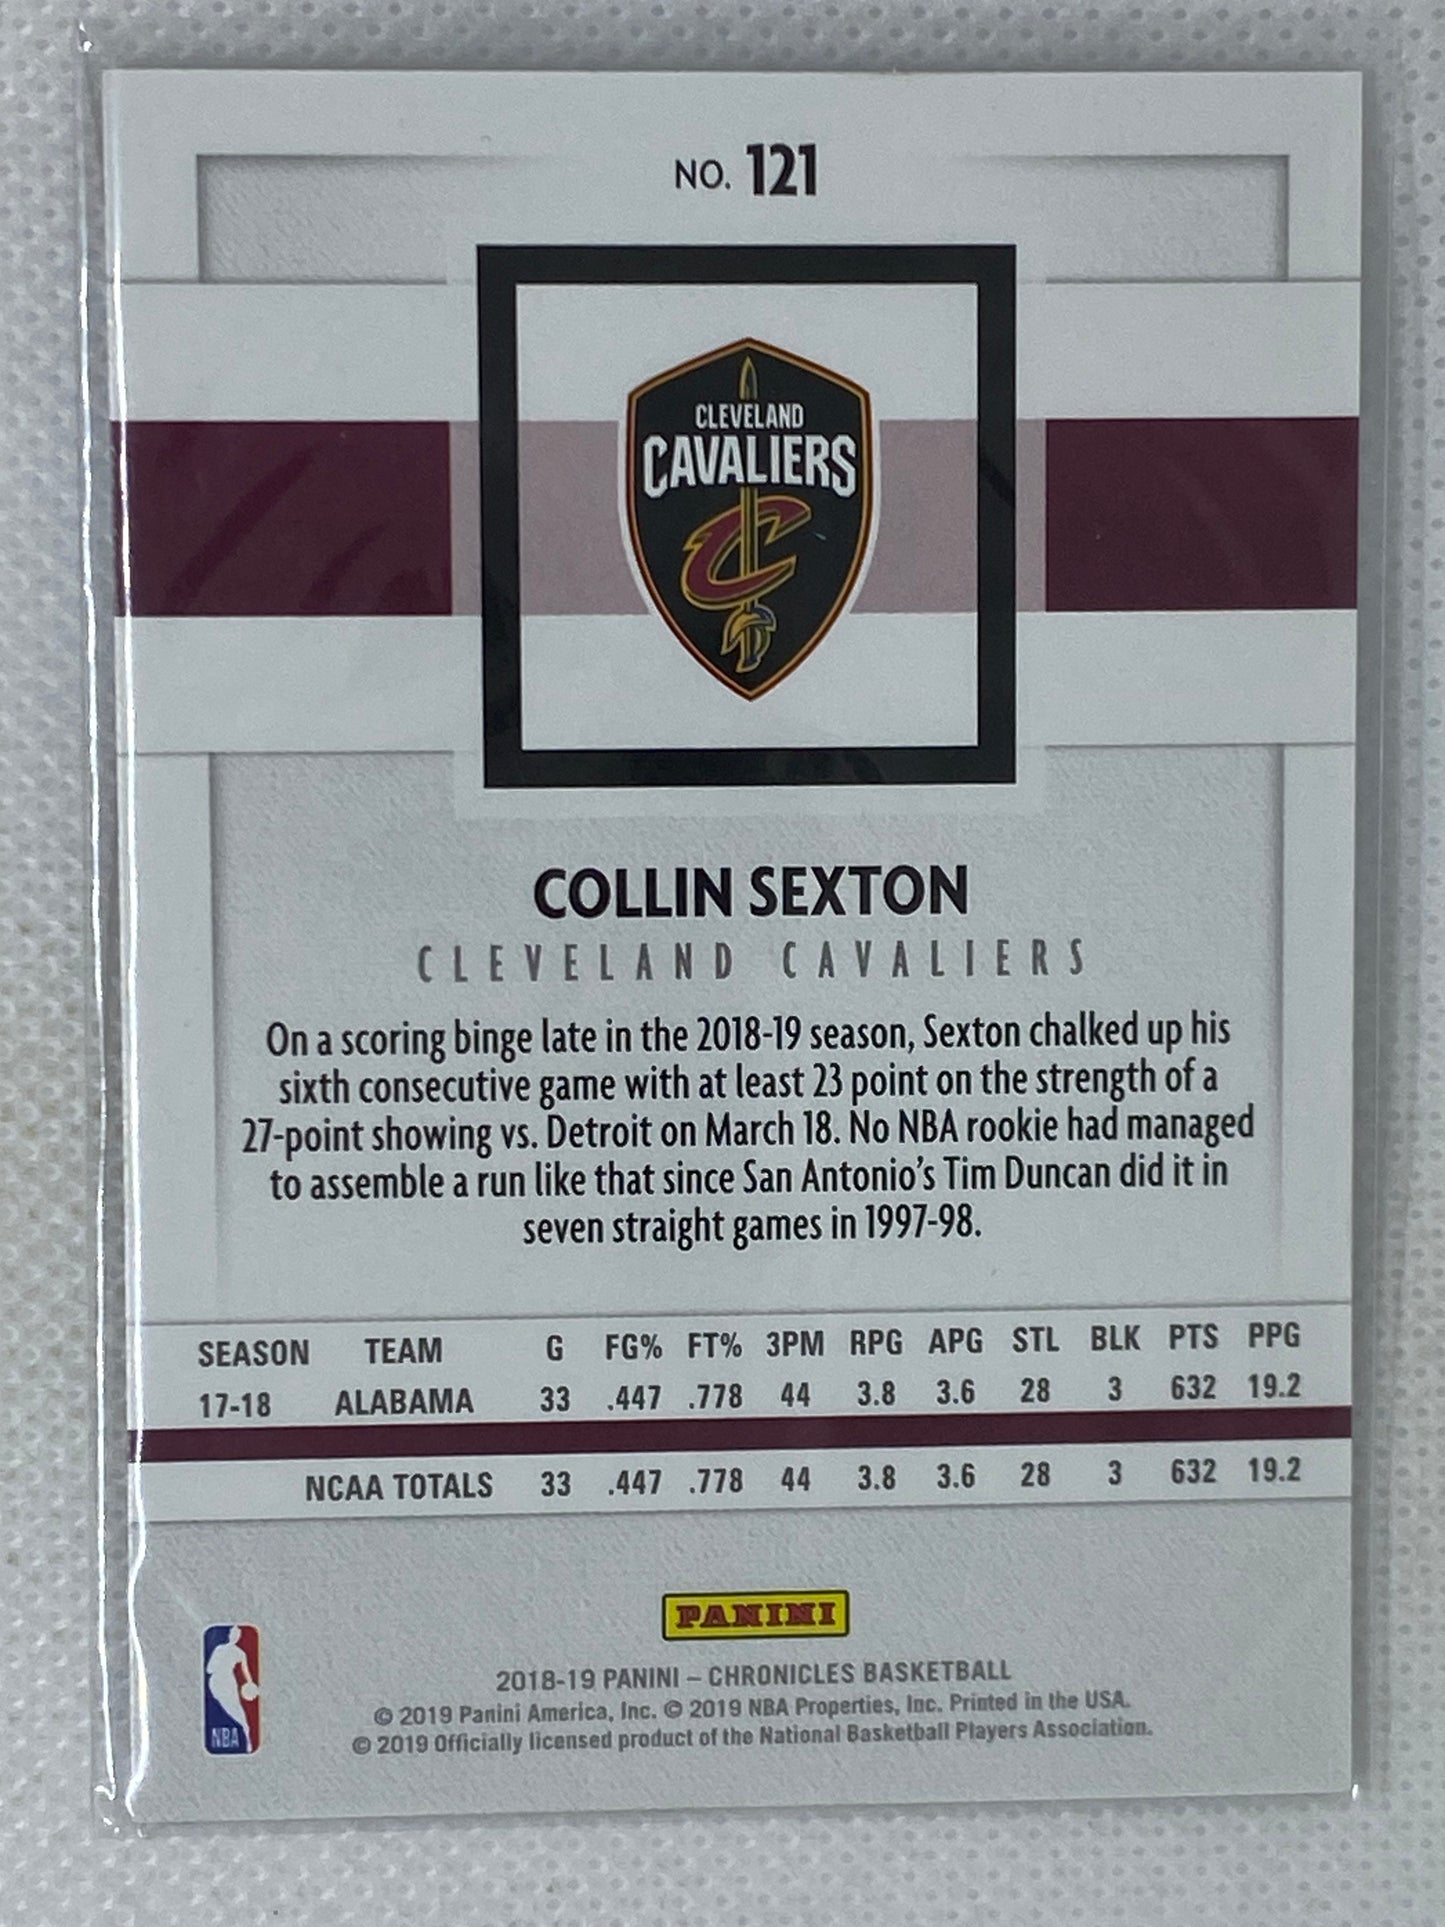 NO. 121
CLEVELAND
CAVALIERS
C
COLLIN SEXTON
CLEVELAND CAVALIERS
On a scoring binge late in the 2018-19 season, Sexton chalked up his
sixth consecutive game with at least 23 point on the strength of a
27-point showing vs. Detroit on March 18. No NBA rookie had managed
to assemble a run like that since San Antonio's Tim Duncan did it in
seven straight games in 1997-98.
SEASON TEAM G FG% FT% 3PM RPG APG STL BLK PTS PPG
17-18 ALABAMA 33 .447 .778 44 3.8 3.6 28 3 632 19.2
NCAA TOTALS 33 .447 .778 44 3.8 3.6 28 3 632 19.2
PANINI
NBA
2018-19 PANINI – CHRONICLES BASKETBALL
© 2019 Panini America, Inc. © 2019 NBA Properties, Inc. Printed in the USA.
© 2019 Officially licensed product of the National Basketball Players Association.